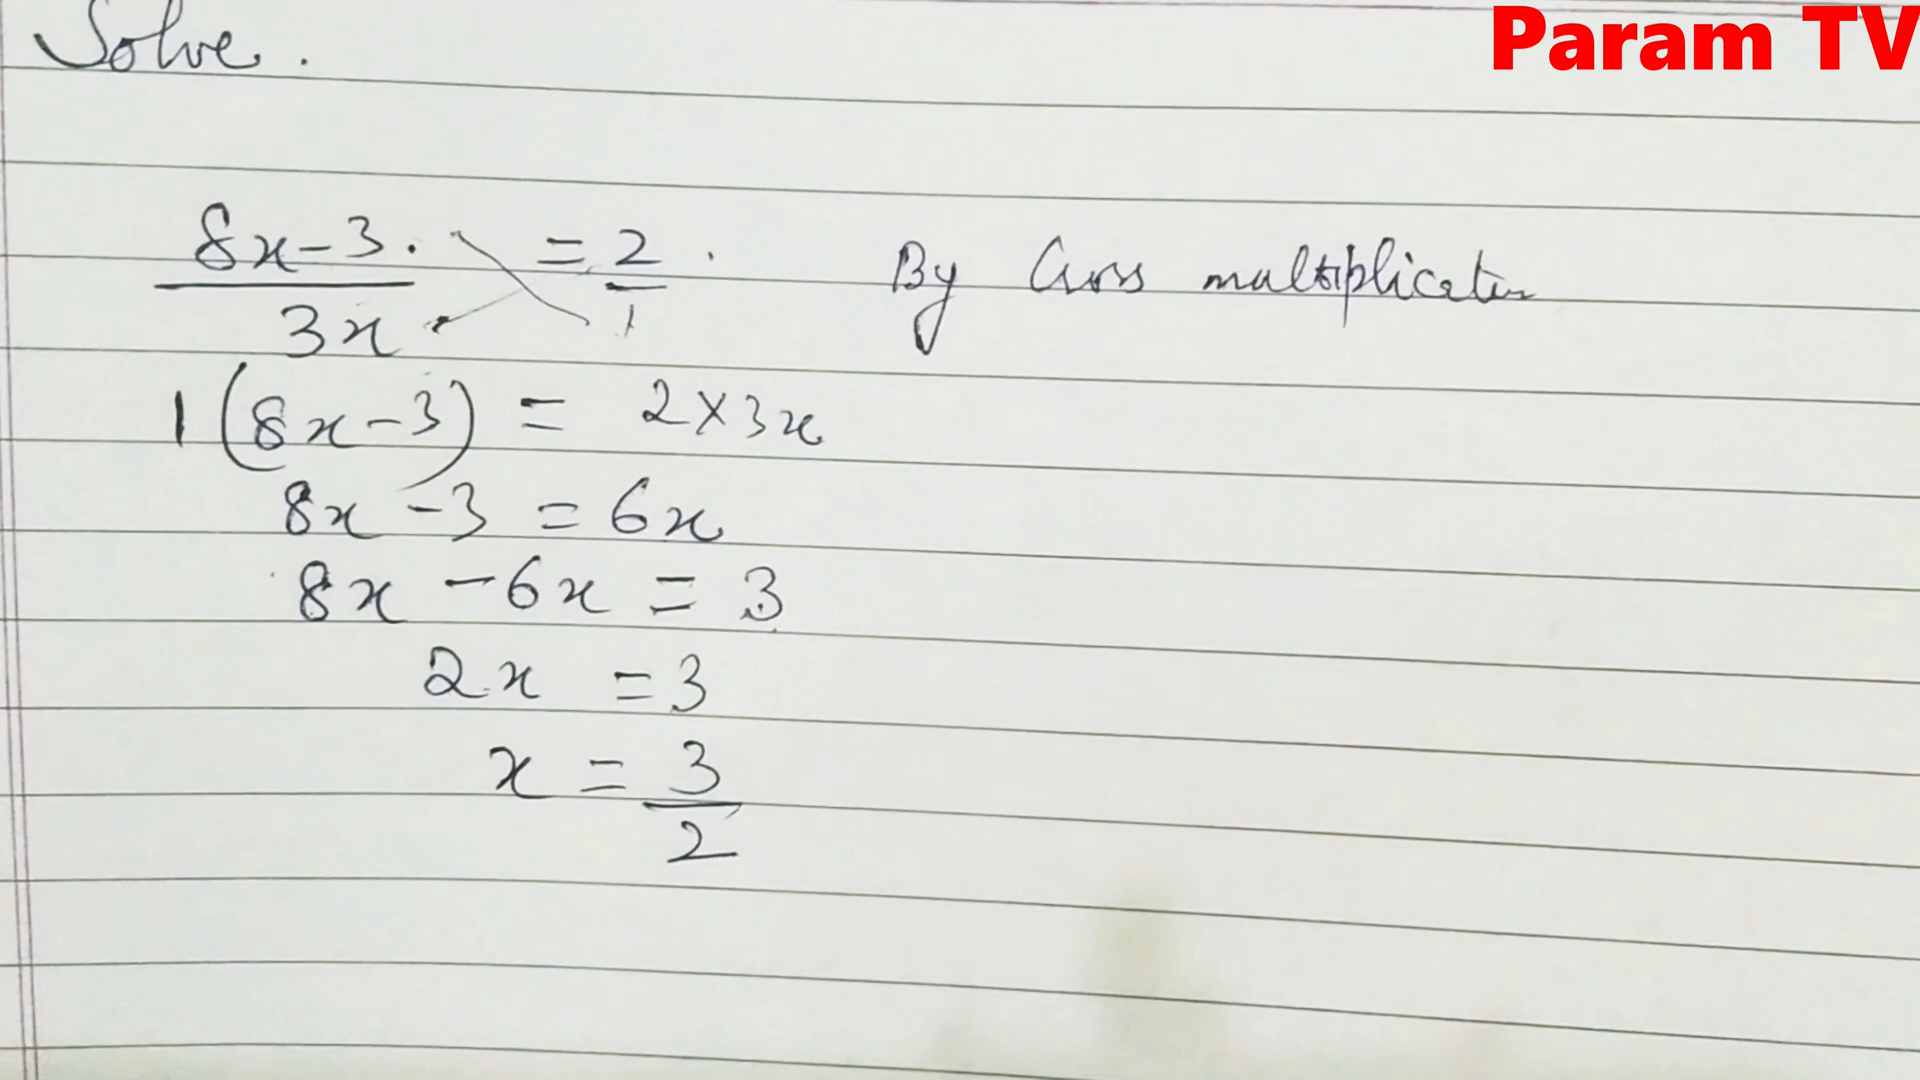 Param TV
Solve.
8x-3. = 2.
3x 1
By Cross multiplication
1(8x-3) = 2×3x
8x-3 = 6x
8x-6x = 3
2x = 3
x = 3
2